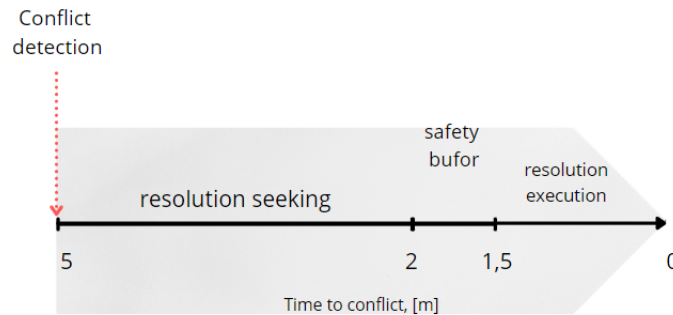 Conflict
detection
safety
bufor
resolution
execution
resolution seeking
5
2
1,5
0
Time to conflict, [m]